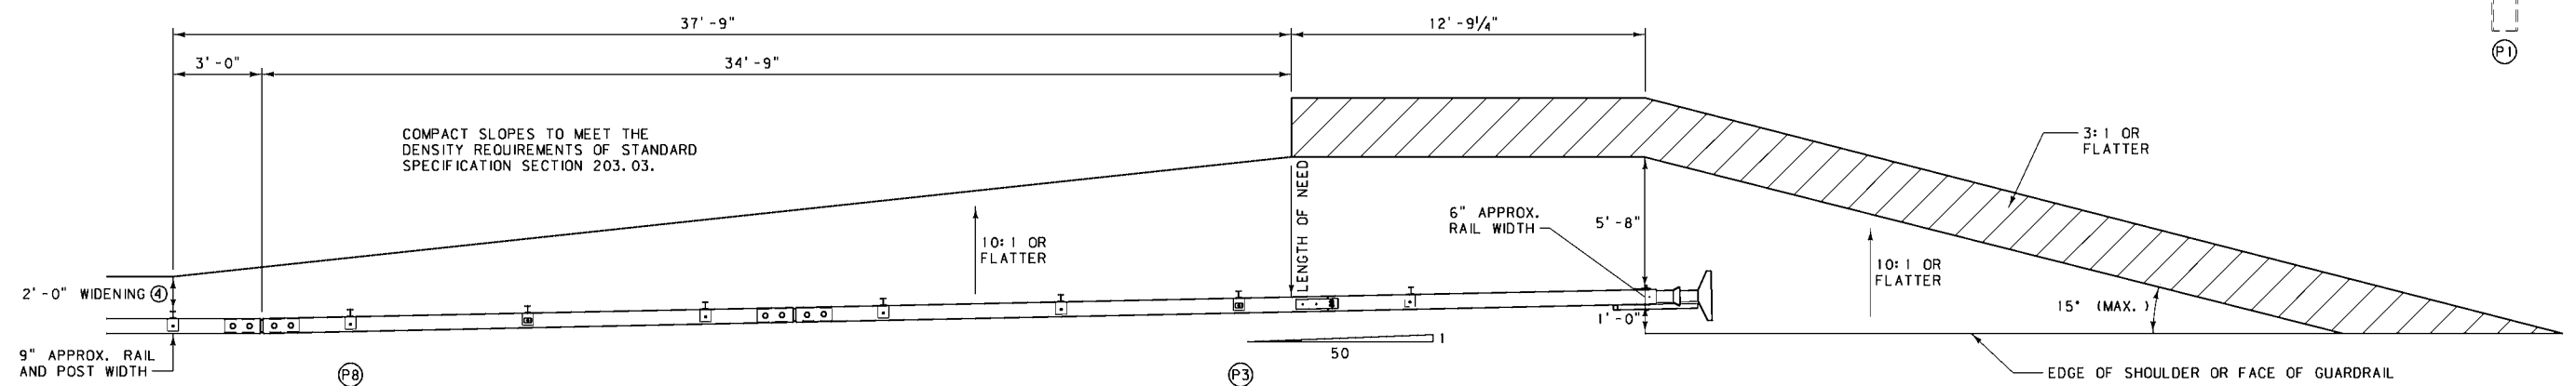 37'-9"
12'-9¼"
3'-0"
34'-9"
P1
COMPACT SLOPES TO MEET THE
DENSITY REQUIREMENTS OF STANDARD
SPECIFICATION SECTION 203.03.
3:1 OR
FLATTER
LENGTH OF NEED
6" APPROX.
RAIL WIDTH
5'-8"
10:1 OR
FLATTER
10:1 OR
FLATTER
2'-0" WIDENING 4
15° (MAX.)
1'-0"
9" APPROX. RAIL
AND POST WIDTH
50
1
P8
P3
EDGE OF SHOULDER OR FACE OF GUARDRAIL